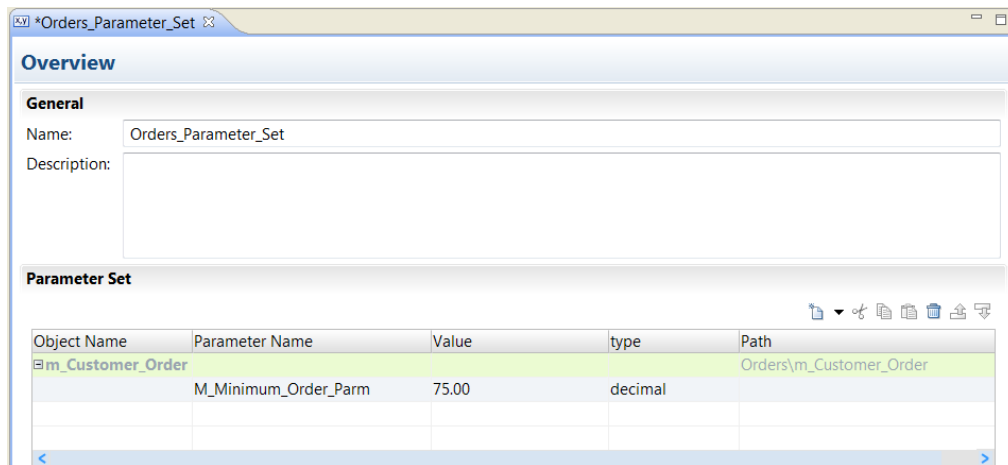 *Orders_Parameter_Set
Overview
General
Name: Orders_Parameter_Set
Description:
Parameter Set
Object Name Parameter Name Value type Path
m_Customer_Order Orders\m_Customer_Order
M_Minimum_Order_Parm 75.00 decimal